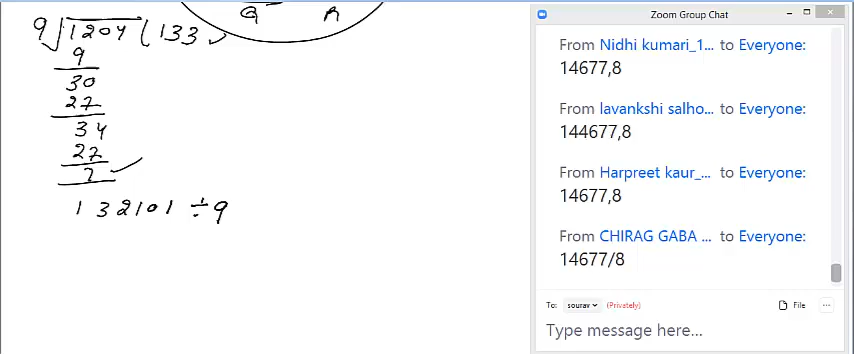 Q R
9 1204 133
9
30
27
34
27
7
132101 ÷ 9
Zoom Group Chat
From Nidhi kumari_1... to Everyone:
14677,8
From lavankshi salho... to Everyone:
144677,8
From Harpreet kaur_... to Everyone:
14677,8
From CHIRAG GABA ... to Everyone:
14677/8
To: sourav (Privately) File ...
Type message here...